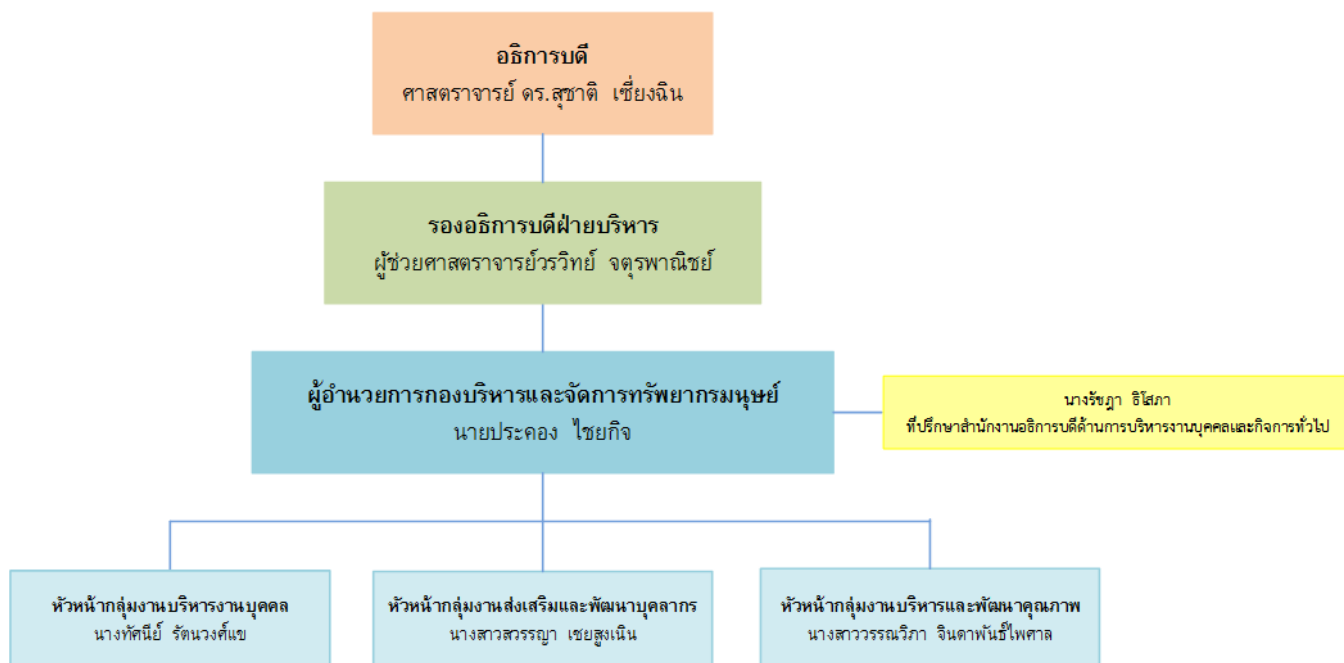 อธิการบดี
ศาสตราจารย์ ดร.สุชาติ เซี่ยงฉิน
รองอธิการบดีฝ่ายบริหาร
ผู้ช่วยศาสตราจารย์วรวิทย์ จตุรพาณิชย์
ผู้อำนวยการกองบริหารและจัดการทรัพยากรมนุษย์
นายประคอง ไชยกิจ
นางรัชฎา ธิโสภา
ที่ปรึกษาสำนักงานอธิการบดีด้านการบริหารงานบุคคลและกิจการทั่วไป
หัวหน้ากลุ่มงานบริหารงานบุคคล
นางทัศนีย์ รัตนวงศ์แข
หัวหน้ากลุ่มงานส่งเสริมและพัฒนาบุคลากร
นางสาวสวรรญา เชยสูงเนิน
หัวหน้ากลุ่มงานบริหารและพัฒนาคุณภาพ
นางสาววรรณวิภา จินดาพันธ์ไพศาล